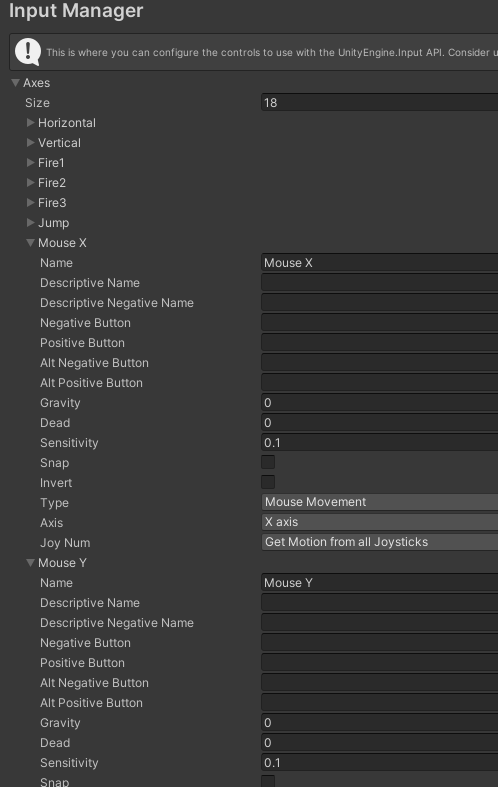 Input Manager
This is where you can configure the controls to use with the UnityEngine.Input API. Consider u
Axes
Size 18
Horizontal
Vertical
Fire1
Fire2
Fire3
Jump
Mouse X
Name Mouse X
Descriptive Name
Descriptive Negative Name
Negative Button
Positive Button
Alt Negative Button
Alt Positive Button
Gravity 0
Dead 0
Sensitivity 0.1
Snap
Invert
Type Mouse Movement
Axis X axis
Joy Num Get Motion from all Joysticks
Mouse Y
Name Mouse Y
Descriptive Name
Descriptive Negative Name
Negative Button
Positive Button
Alt Negative Button
Alt Positive Button
Gravity 0
Dead 0
Sensitivity 0.1
Snap